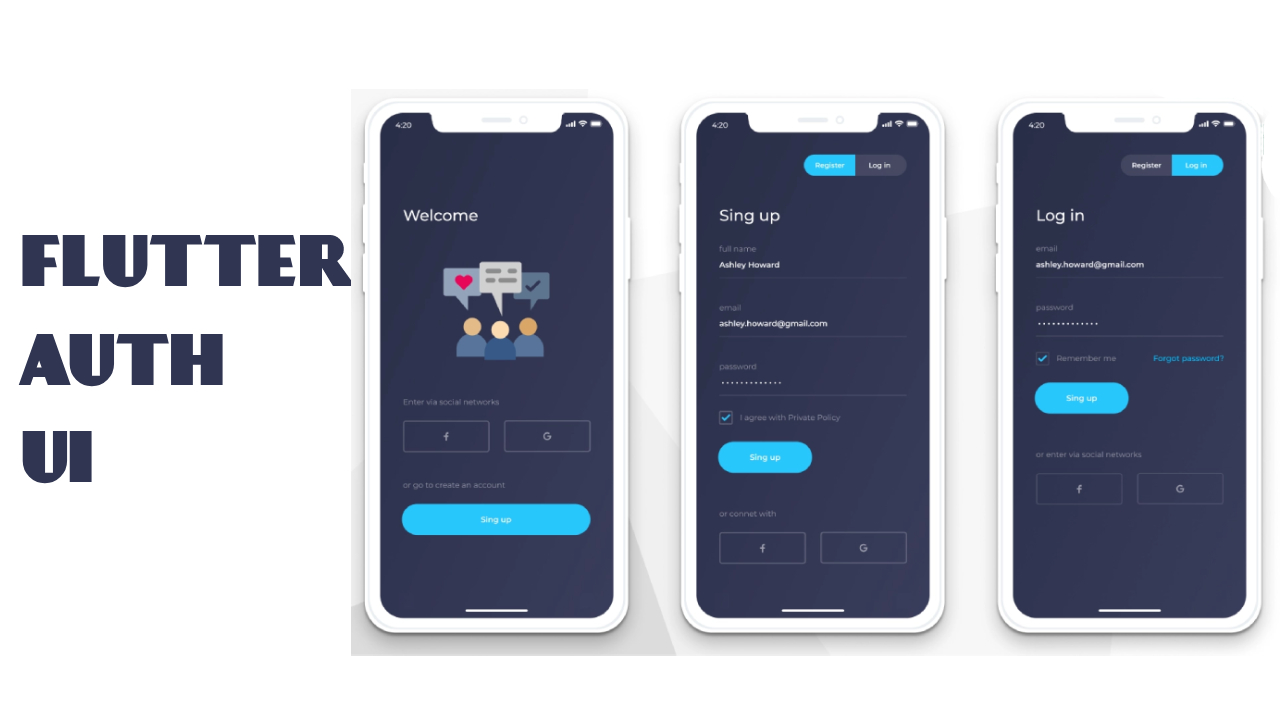 FLUTTER
AUTH
UI
4:20
Welcome
Enter via social networks
f
G
or go to create an account
Sing up
4:20
Register
Log in
Sing up
full name
Ashley Howard
email
ashley.howard@gmail.com
password
I agree with Private Policy
Sing up
or connet with
f
G
4:20
Register
Log in
Log in
email
ashley.howard@gmail.com
password
Remember me
Forgot password?
Sing up
or enter via social networks
f
G